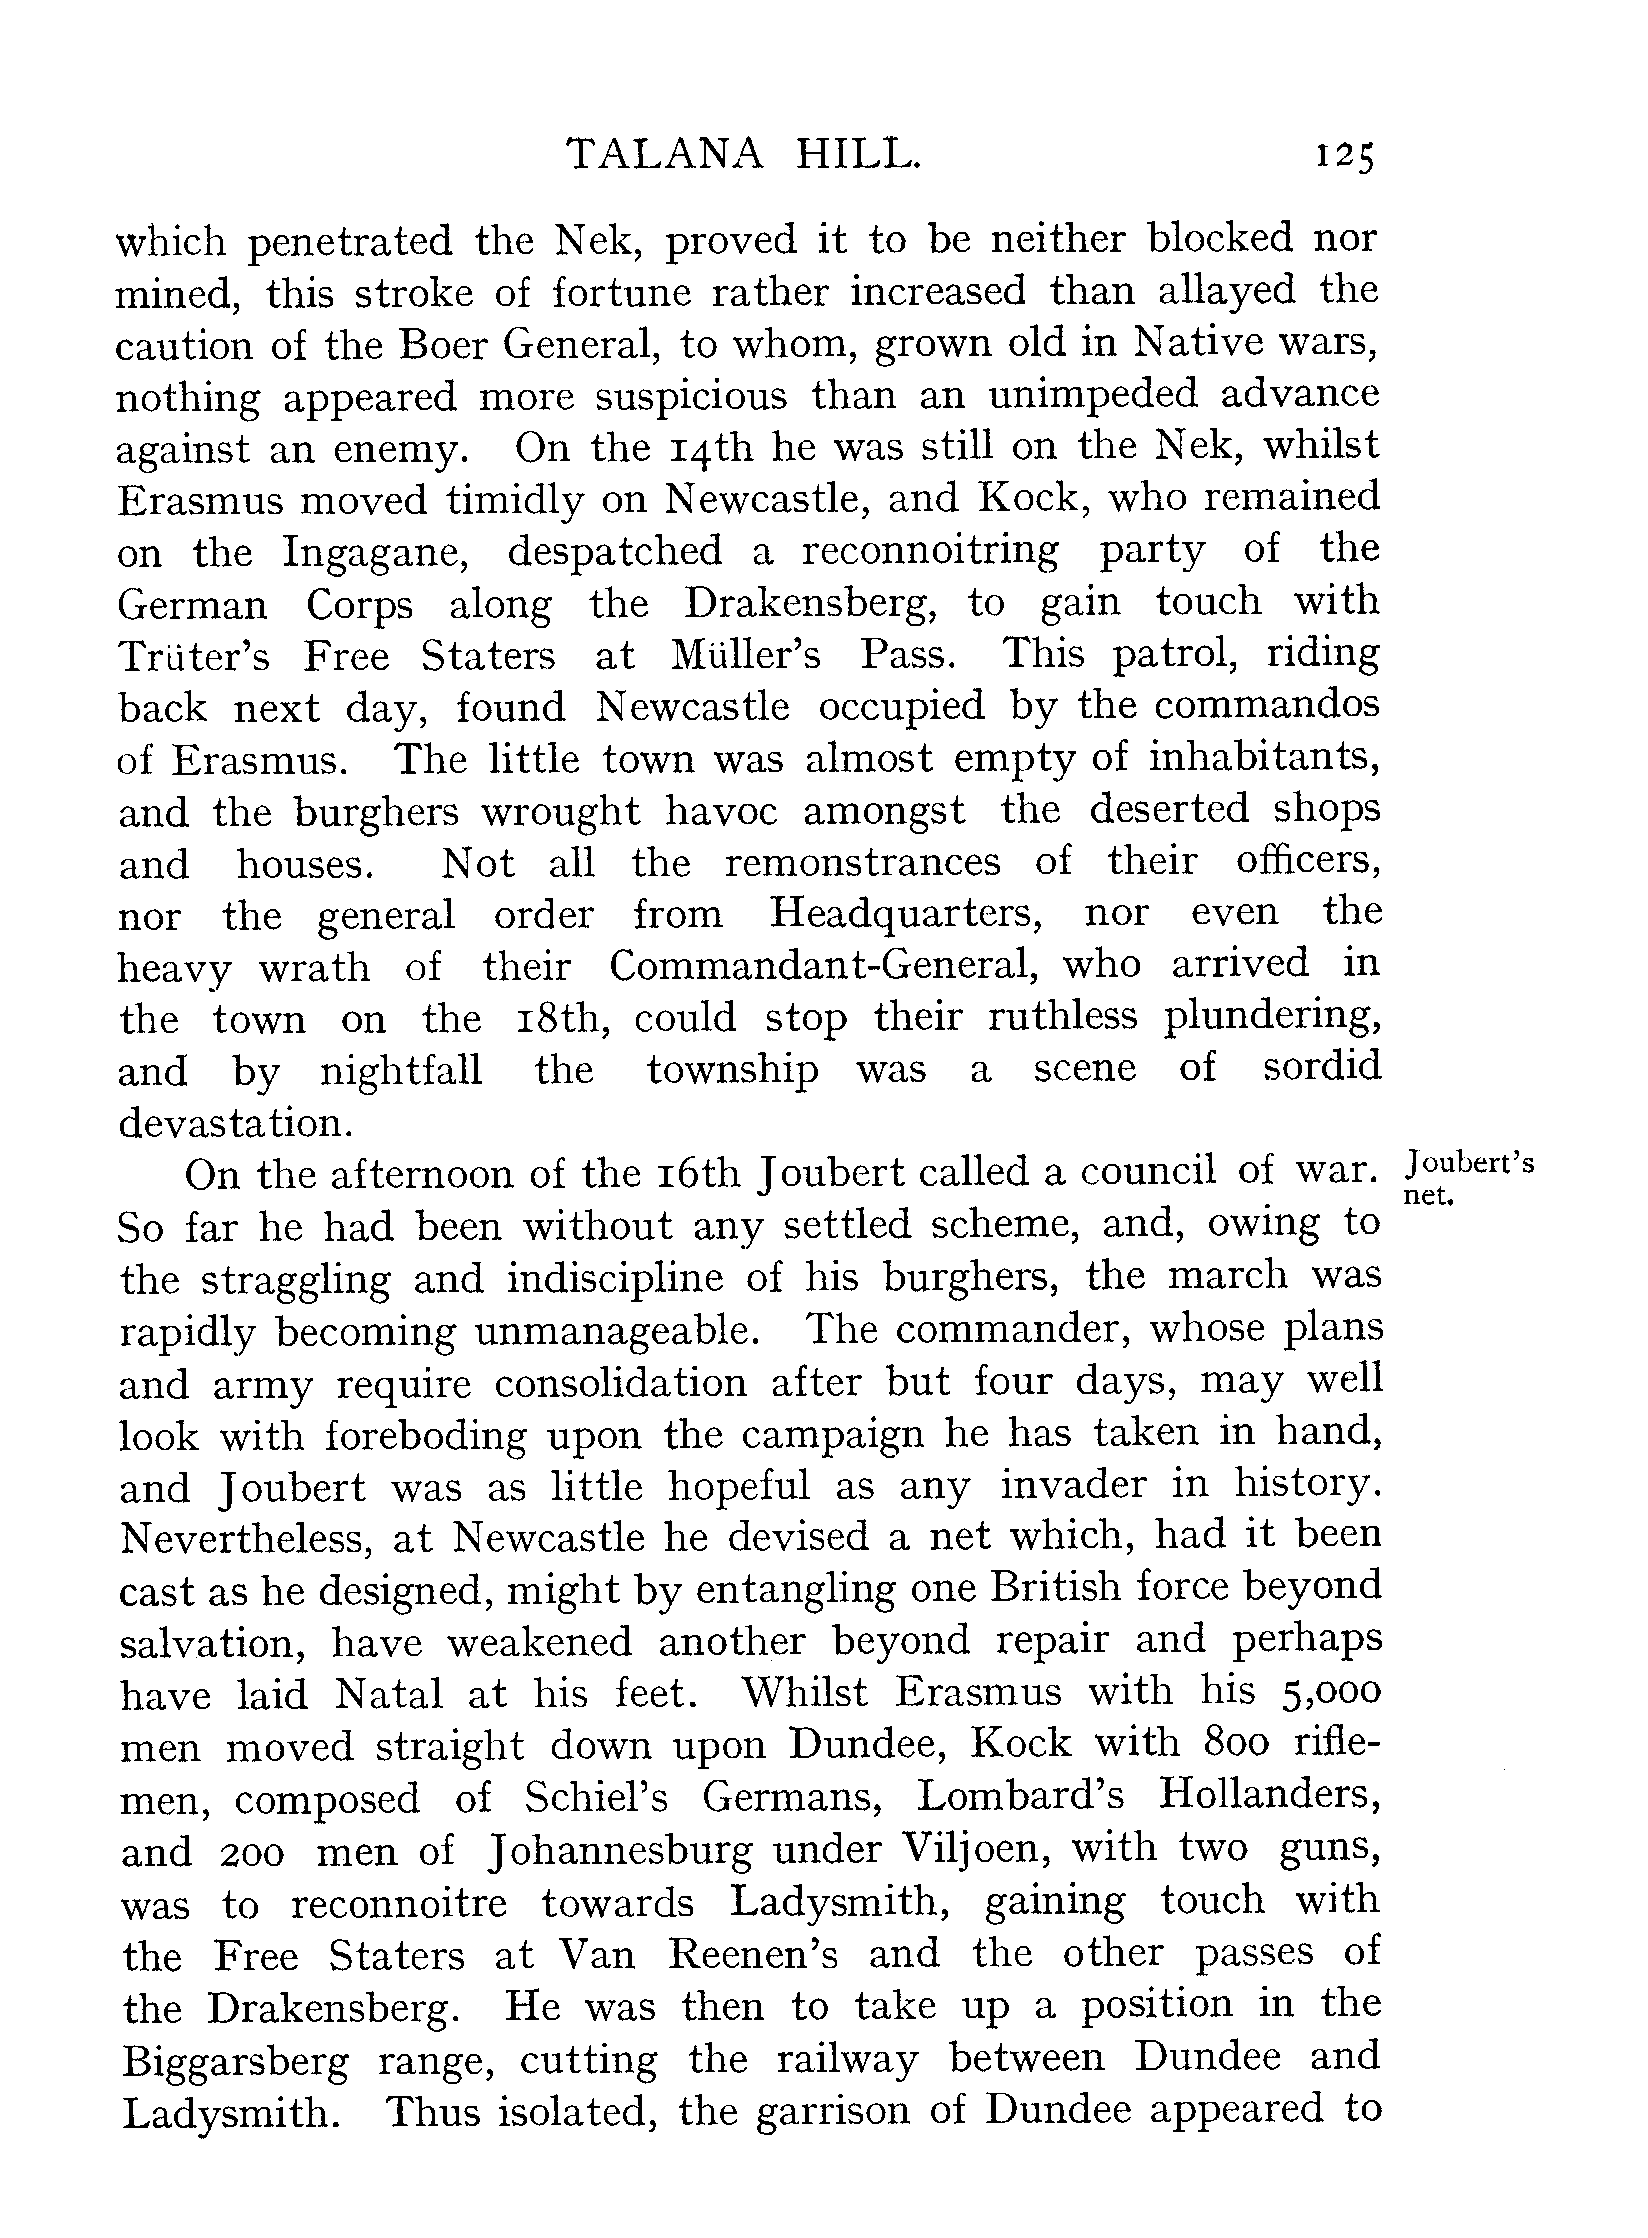 TALANA HILL. 125
which penetrated the Nek, proved it to be neither blocked nor
mined, this stroke of fortune rather increased than allayed the
caution of the Boer General, to whom, grown old in Native wars,
nothing appeared more suspicious than an unimpeded advance
against an enemy. On the 14th he was still on the Nek, whilst
Erasmus moved timidly on Newcastle, and Kock, who remained
on the Ingagane, despatched a reconnoitring party of the
German Corps along the Drakensberg, to gain touch with
Trüter's Free Staters at Müller's Pass. This patrol, riding
back next day, found Newcastle occupied by the commandos
of Erasmus. The little town was almost empty of inhabitants,
and the burghers wrought havoc amongst the deserted shops
and houses. Not all the remonstrances of their officers,
nor the general order from Headquarters, nor even the
heavy wrath of their Commandant-General, who arrived in
the town on the 18th, could stop their ruthless plundering,
and by nightfall the township was a scene of sordid
devastation.
On the afternoon of the 16th Joubert called a council of war.
Joubert's
net.
So far he had been without any settled scheme, and, owing to
the straggling and indiscipline of his burghers, the march was
rapidly becoming unmanageable. The commander, whose plans
and army require consolidation after but four days, may well
look with foreboding upon the campaign he has taken in hand,
and Joubert was as little hopeful as any invader in history.
Nevertheless, at Newcastle he devised a net which, had it been
cast as he designed, might by entangling one British force beyond
salvation, have weakened another beyond repair and perhaps
have laid Natal at his feet. Whilst Erasmus with his 5,000
men moved straight down upon Dundee, Kock with 800 rifle-
men, composed of Schiel's Germans, Lombard's Hollanders,
and 200 men of Johannesburg under Viljoen, with two guns,
was to reconnoitre towards Ladysmith, gaining touch with
the Free Staters at Van Reenen's and the other passes of
the Drakensberg. He was then to take up a position in the
Biggarsberg range, cutting the railway between Dundee and
Ladysmith. Thus isolated, the garrison of Dundee appeared to